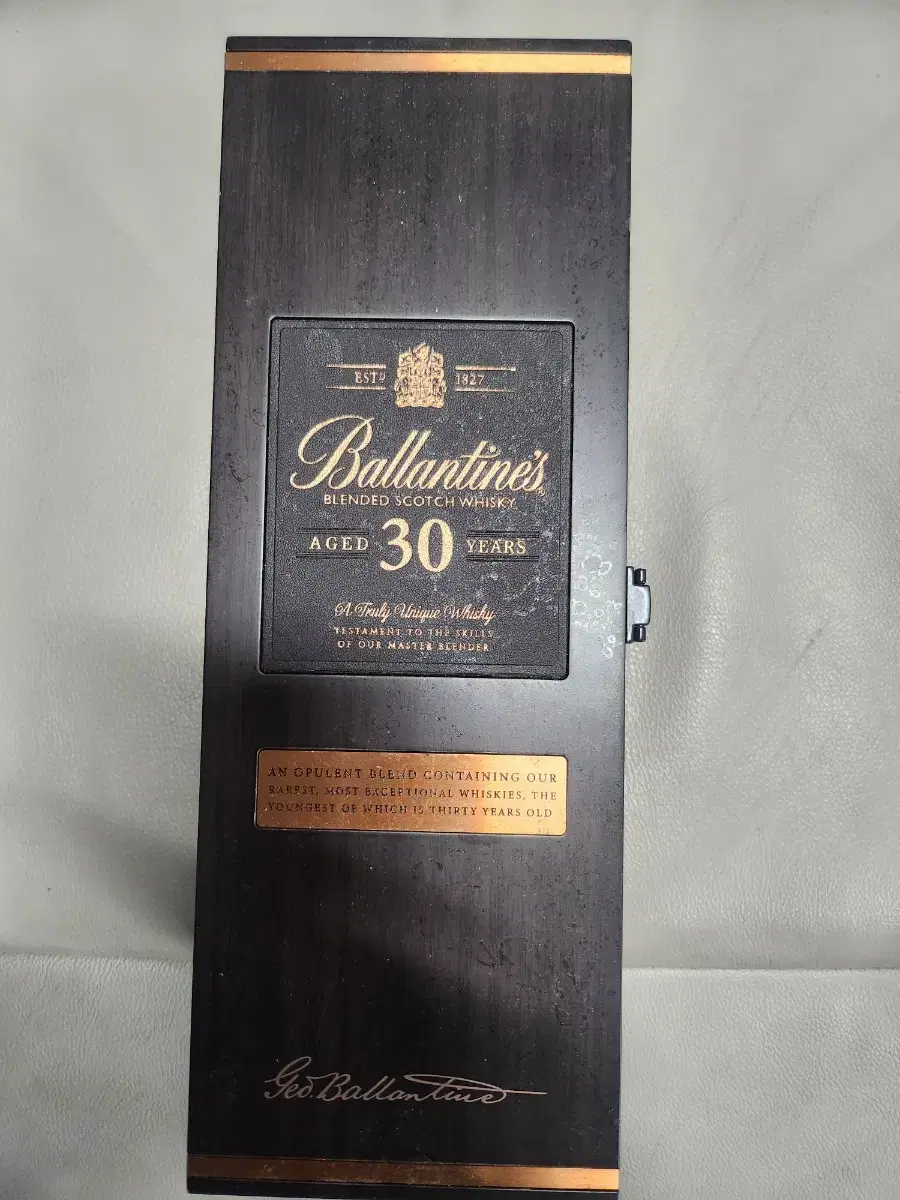 ESTD 1827
Ballantine's
BLENDED SCOTCH WHISKY
AGED 30 YEARS
A Truly Unique Whisky
TESTAMENT TO THE SKILLS
OF OUR MASTER BLENDER
AN OPULENT BLEND CONTAINING OUR
RAREST, MOST EXCEPTIONAL WHISKIES, THE
YOUNGEST OF WHICH IS THIRTY YEARS OLD
Geo. Ballantine